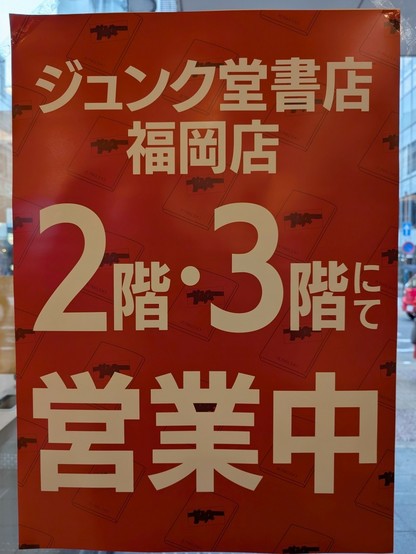 ジュンク堂書店
福岡店
2階・3階にて
営業中